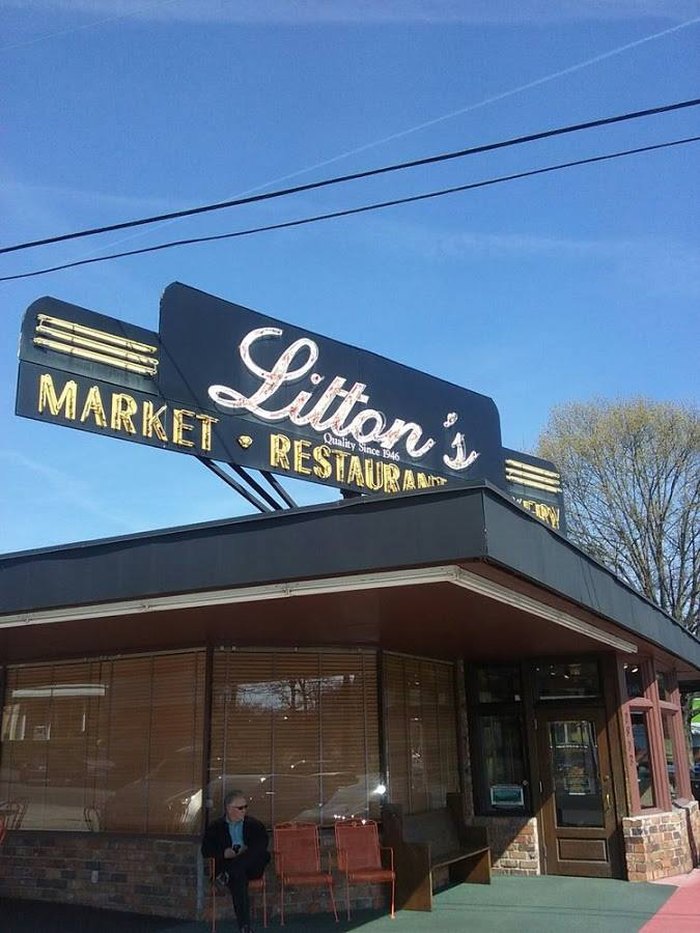 Litton's
Quality Since 1946
MARKET • RESTAURANT